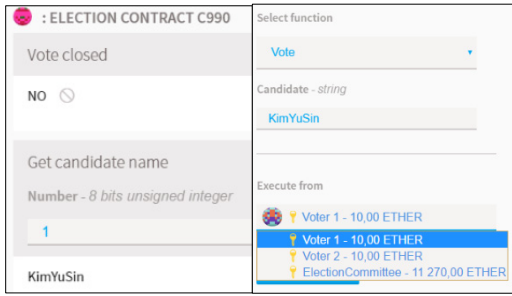 : ELECTION CONTRACT C990
Vote closed
NO
Get candidate name
Number - 8 bits unsigned integer
1
KimYuSin
Select function
Vote
Candidate - string
KimYuSin
Execute from
Voter 1 - 10,00 ETHER
Voter 1 - 10,00 ETHER
Voter 2 - 10,00 ETHER
ElectionCommittee - 11 270,00 ETHER